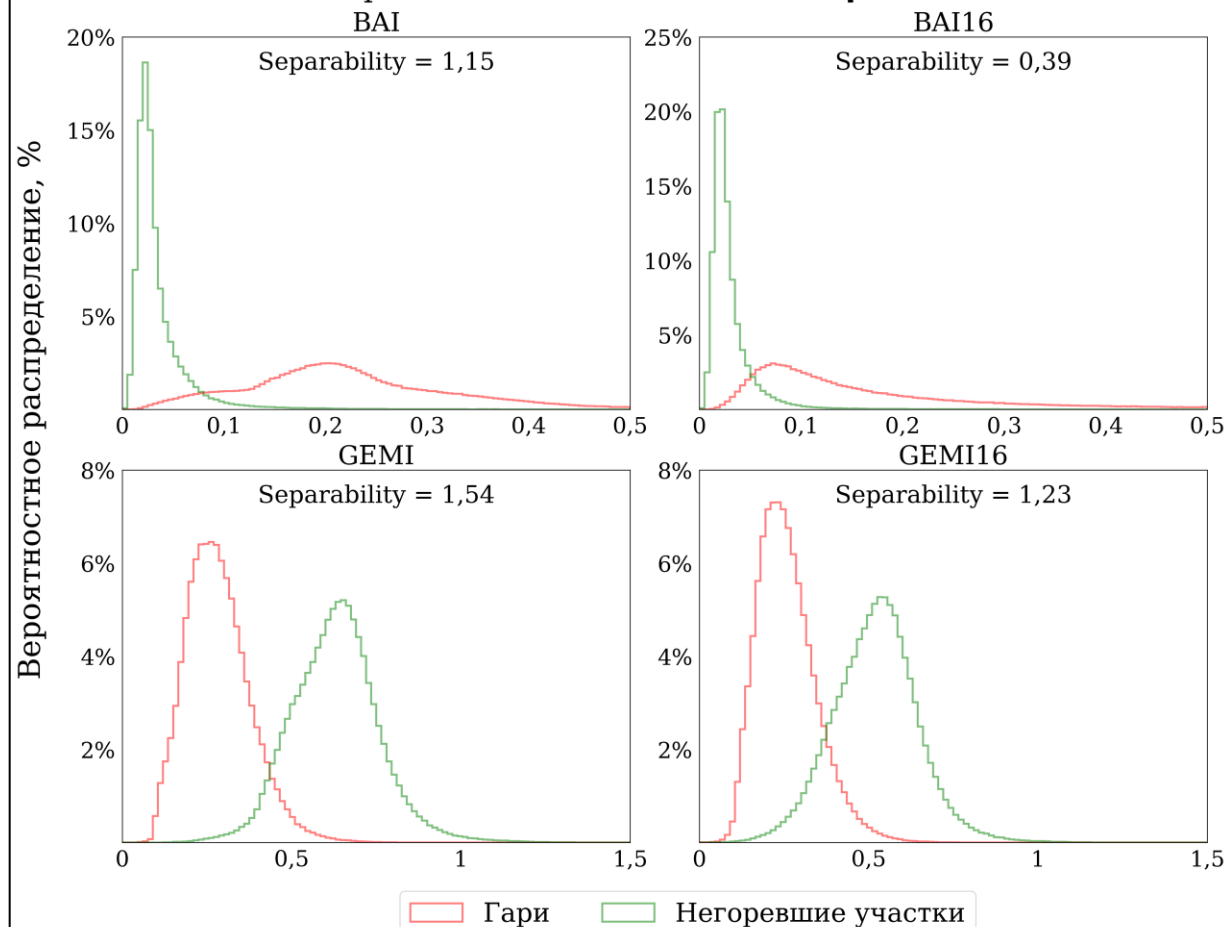 BAI
BAI16
Вероятностное распределение, %
20%
15%
10%
5%
Separability = 1,15
0 0,1 0,2 0,3 0,4 0,5
25%
20%
15%
10%
5%
Separability = 0,39
0 0,1 0,2 0,3 0,4 0,5
GEMI
GEMI16
8%
6%
4%
2%
Separability = 1,54
0 0,5 1 1,5
8%
6%
4%
2%
Separability = 1,23
0 0,5 1 1,5
Гари Негоревшие участки